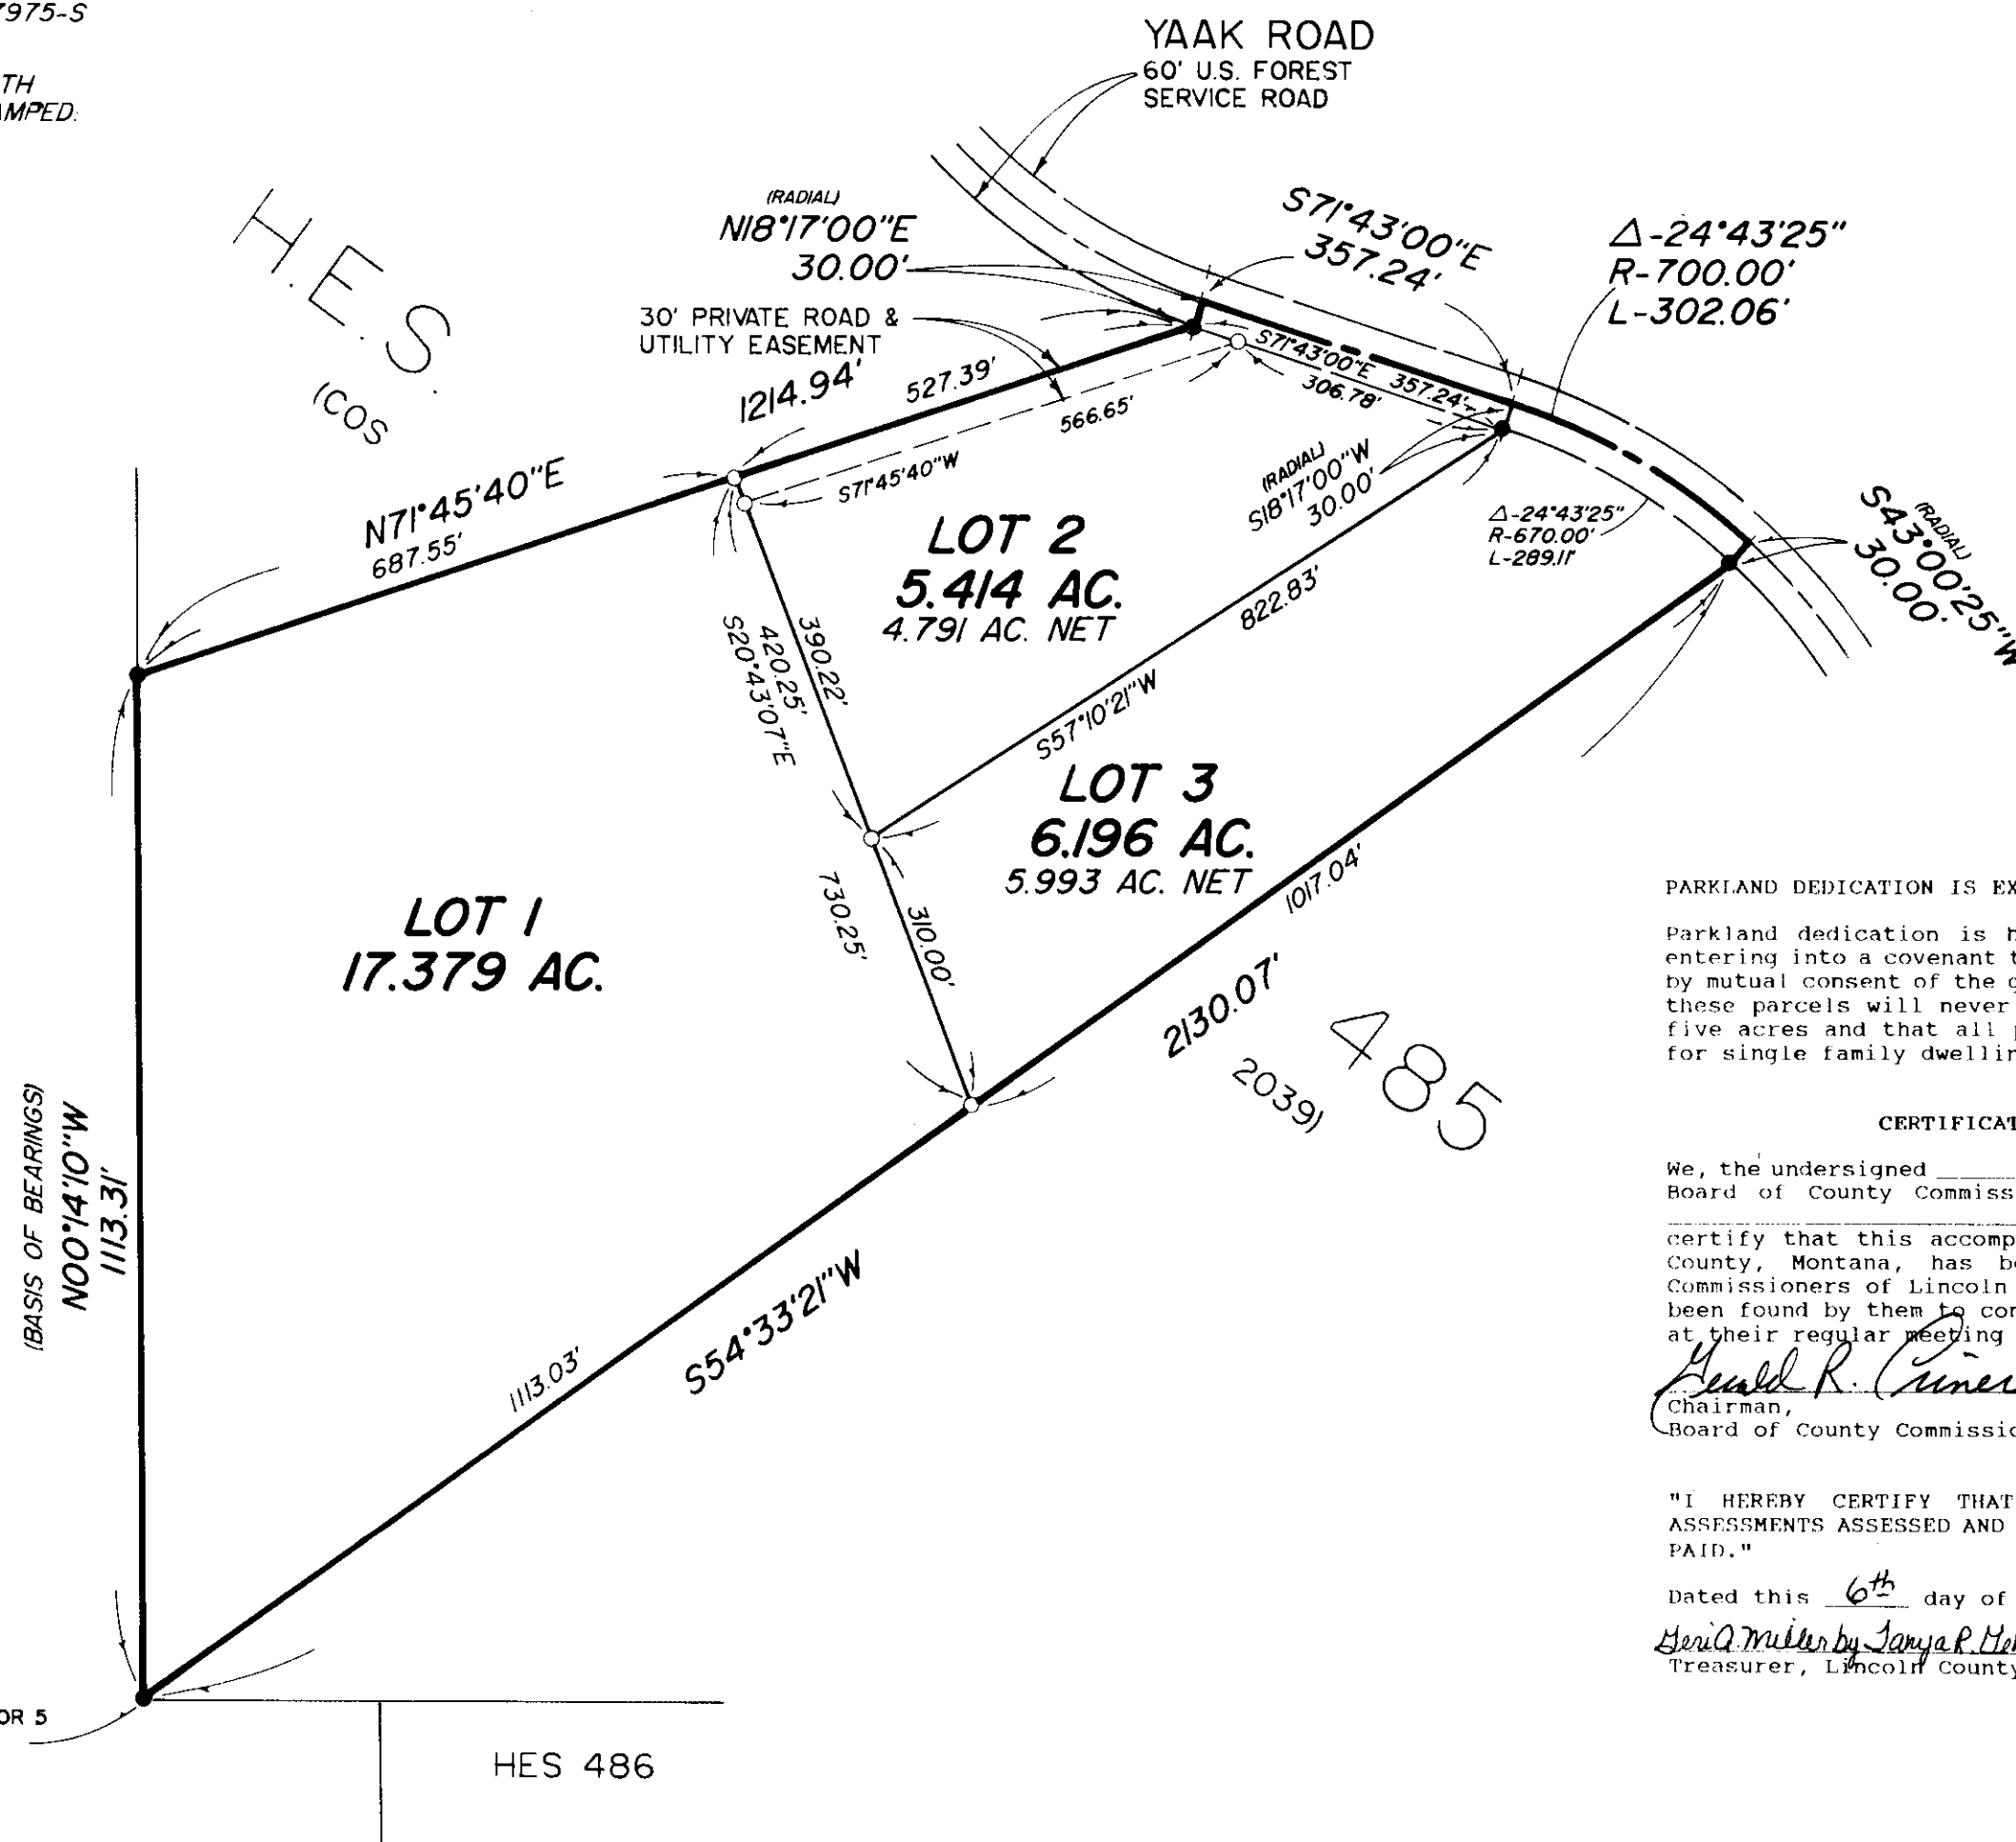 7975-S
TH
AMPED:
YAAK ROAD
60' U.S. FOREST
SERVICE ROAD
(RADIAL)
N18°17'00"E
30.00'
S71°43'00"E
357.24'
Δ-24°43'25"
R-700.00'
L-302.06'
H.E.S.
(COS
30' PRIVATE ROAD &
UTILITY EASEMENT
1214.94'
527.39'
566.65'
S71°45'40"W
S71°43'00"E 357.24'
306.78'
N71°45'40"E
687.55'
(RADIAL)
S18°17'00"W
30.00'
Δ-24°43'25"
R-670.00'
L-289.11'
(RADIAL)
S43°00'25"W
30.00'
LOT 2
5.414 AC.
4.791 AC. NET
390.22'
420.25'
S20°43'07"E
822.83'
S57°10'21"W
LOT 3
6.196 AC.
5.993 AC. NET
1017.04'
730.25'
310.00'
LOT 1
17.379 AC.
2130.07'
485
2039)
(BASIS OF BEARINGS)
N00°14'10"W
1113.31'
S54°33'21"W
1113.03'
OR 5
HES 486
PARKLAND DEDICATION IS EX
Parkland dedication is h
entering into a covenant t
by mutual consent of the
these parcels will never
five acres and that all
for single family dwellin
CERTIFICAT
We, the undersigned
Board of County Commiss
certify that this accomp
County, Montana, has b
Commissioners of Lincoln
been found by them to con
at their regular meeting
Gerald R. Criner
Chairman,
Board of County Commissio
"I HEREBY CERTIFY THAT
ASSESSMENTS ASSESSED AND
PAID."
Dated this 6th day of
Geri A. Miller by Tanya R.
Treasurer, Lincoln County